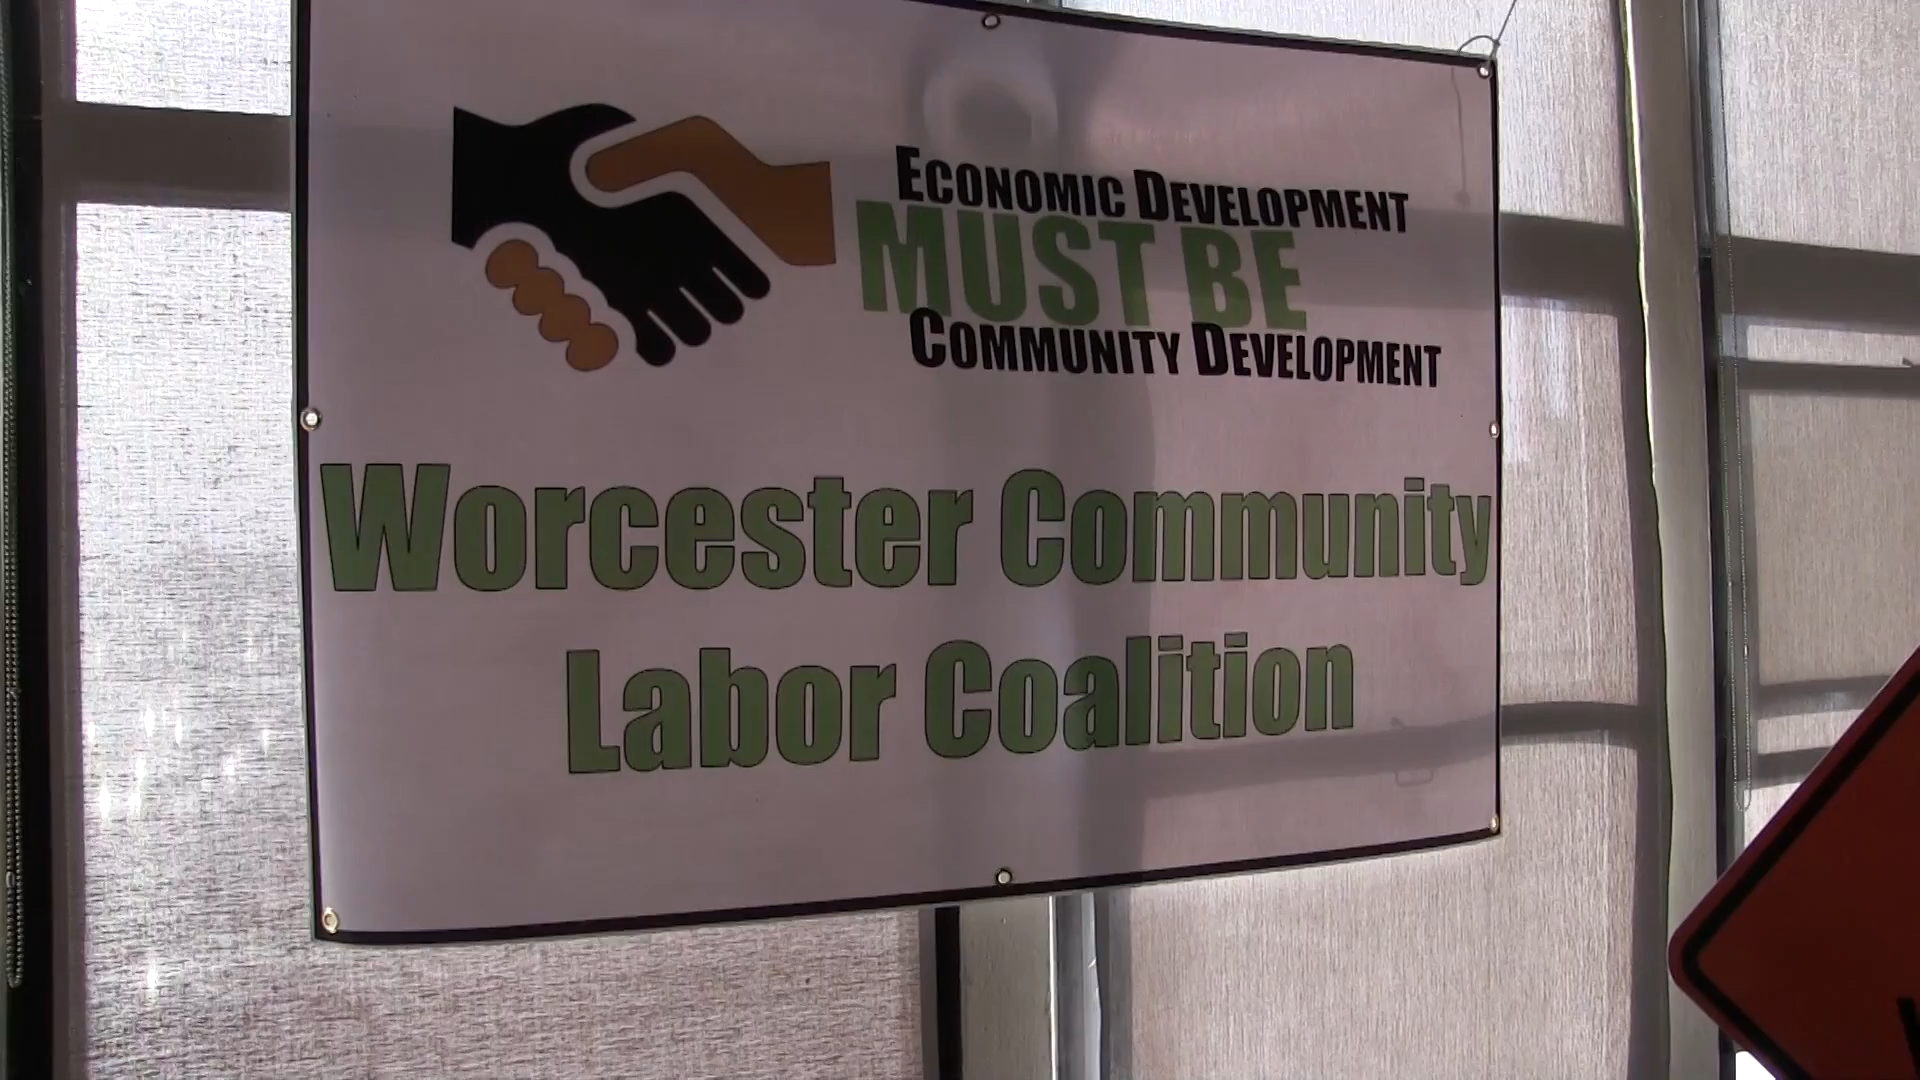 Economic Development
MUST BE
Community Development
Worcester Community
Labor Coalition